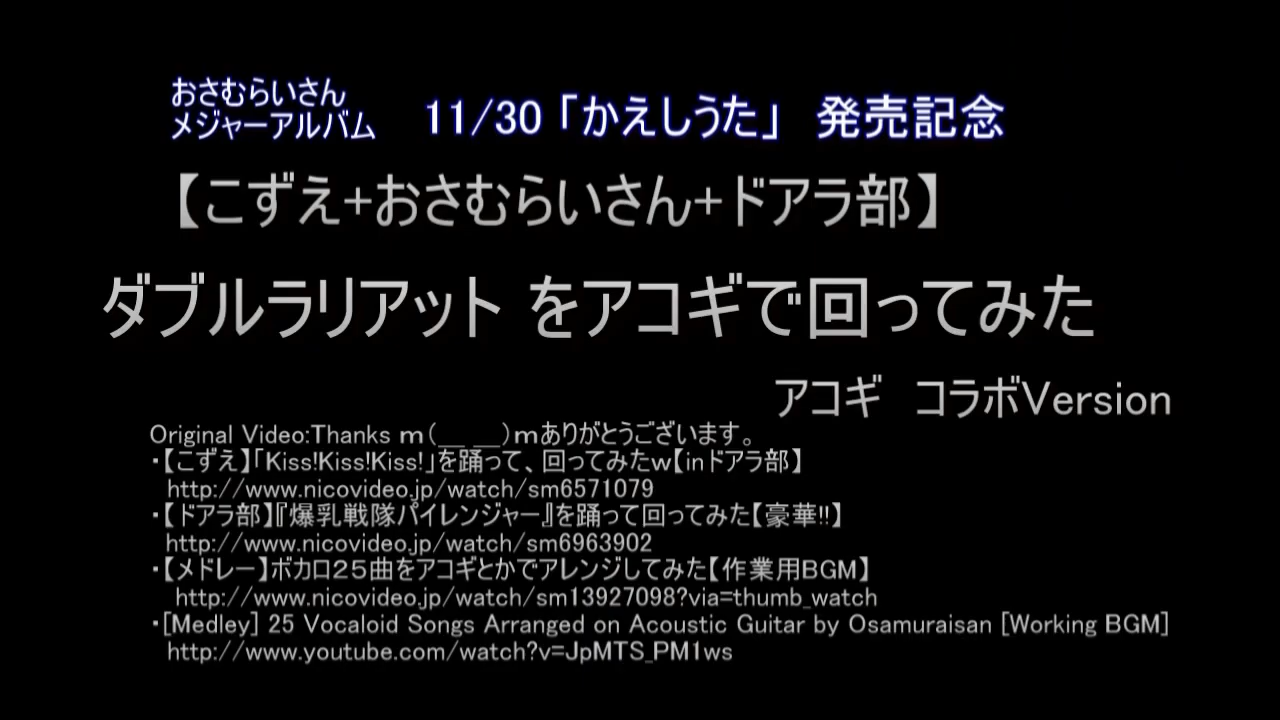 おさむらいさん
メジャーアルバム 11/30「かえしうた」 発売記念
【こずえ+おさむらいさん+ドアラ部】
ダブルラリアット をアコギで回ってみた
アコギ コラボVersion
Original Video:Thanks m(__ __)mありがとうございます。
・【こずえ】「Kiss!Kiss!Kiss!」を踊って、回ってみたw【inドアラ部】
http://www.nicovideo.jp/watch/sm6571079
・【ドアラ部】『爆乳戦隊パイレンジャー』を踊って回ってみた【豪華!!】
http://www.nicovideo.jp/watch/sm6963902
・【メドレー】ボカロ25曲をアコギとかでアレンジしてみた【作業用BGM】
http://www.nicovideo.jp/watch/sm13927098?via=thumb_watch
・[Medley] 25 Vocaloid Songs Arranged on Acoustic Guitar by Osamuraisan [Working BGM]
http://www.youtube.com/watch?v=JpMTS_PM1ws